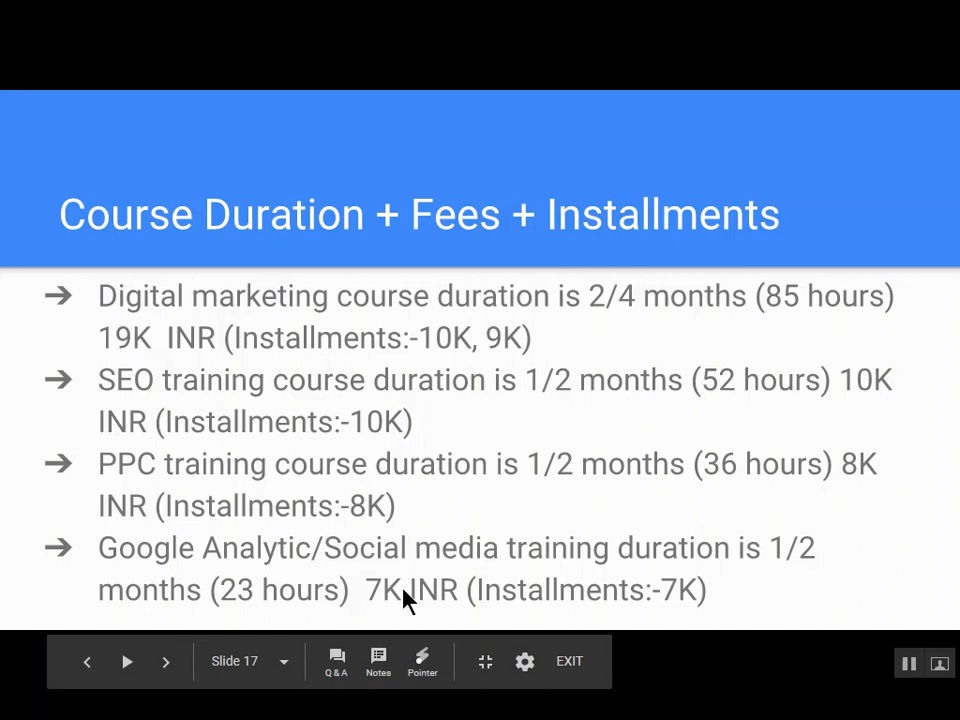 Course Duration + Fees + Installments
➔ Digital marketing course duration is 2/4 months (85 hours)
19K INR (Installments:-10K, 9K)
➔ SEO training course duration is 1/2 months (52 hours) 10K
INR (Installments:-10K)
➔ PPC training course duration is 1/2 months (36 hours) 8K
INR (Installments:-8K)
➔ Google Analytic/Social media training duration is 1/2
months (23 hours) 7K INR (Installments:-7K)
Slide 17
Q & A Notes Pointer
EXIT